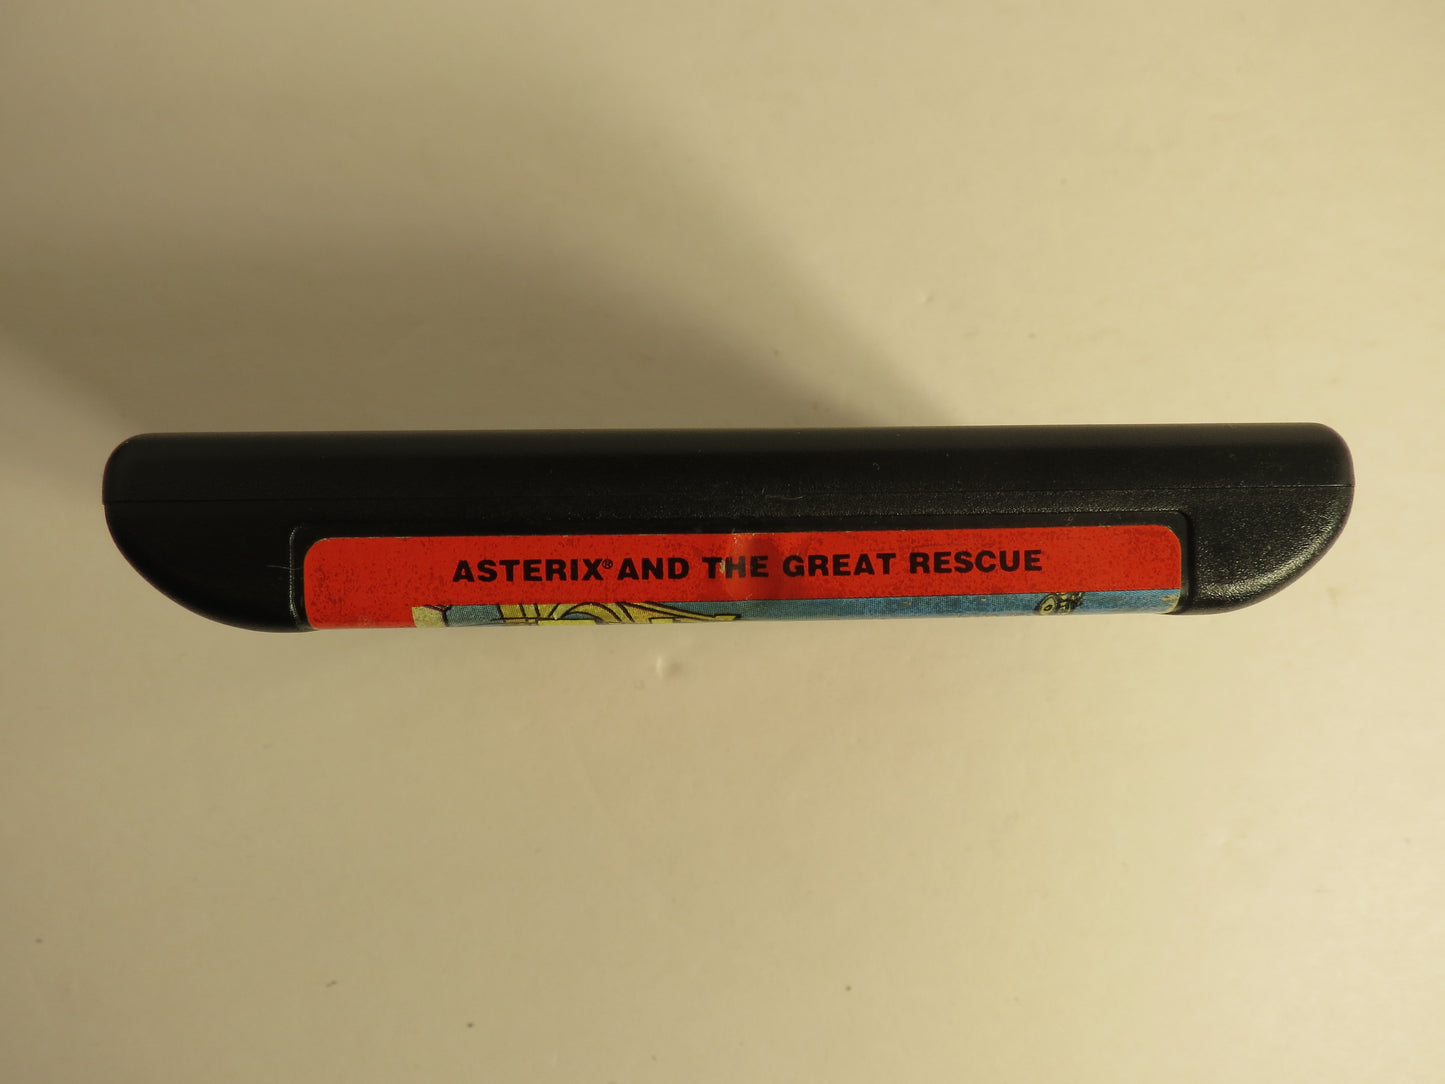 ASTERIX® AND THE GREAT RESCUE